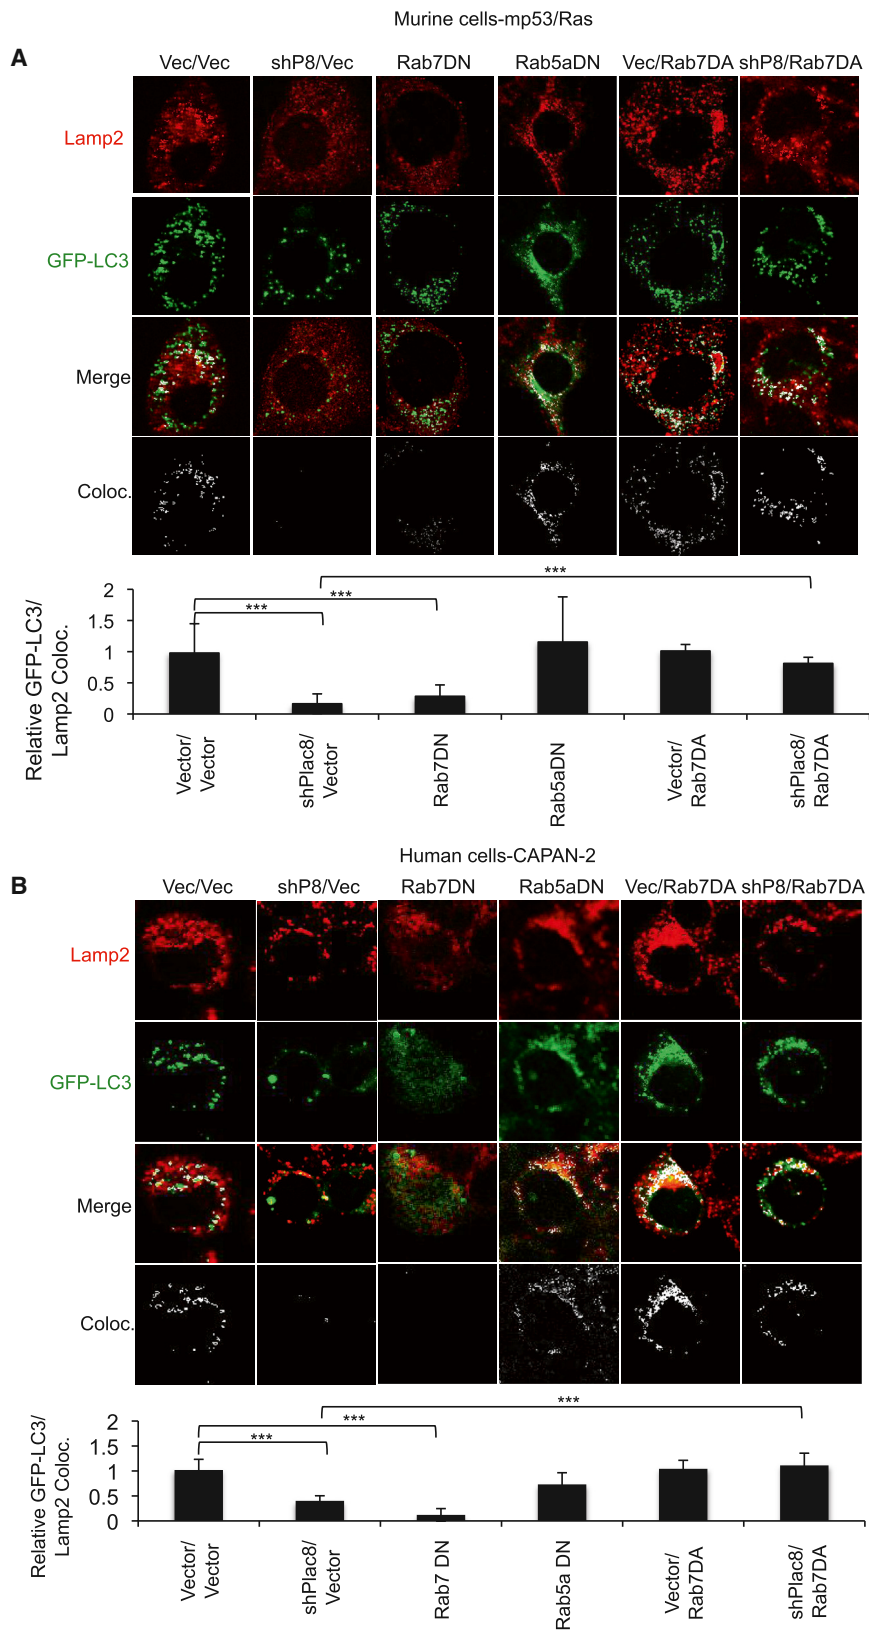 Murine cells-mp53/Ras
A
Vec/Vec shP8/Vec Rab7DN Rab5aDN Vec/Rab7DA shP8/Rab7DA
Lamp2
GFP-LC3
Merge
Coloc.
Relative GFP-LC3/
Lamp2 Coloc.
2
1.5
1
0.5
0
***
***
***
Vector/
Vector
shPlac8/
Vector
Rab7DN
Rab5aDN
Vector/
Rab7DA
shPlac8/
Rab7DA
Human cells-CAPAN-2
B
Vec/Vec shP8/Vec Rab7DN Rab5aDN Vec/Rab7DA shP8/Rab7DA
Lamp2
GFP-LC3
Merge
Coloc.
Relative GFP-LC3/
Lamp2 Coloc.
2
1.5
1
0.5
0
***
***
***
Vector/
Vector
shPlac8/
Vector
Rab7 DN
Rab5a DN
Vector/
Rab7DA
shPlac8/
Rab7DA